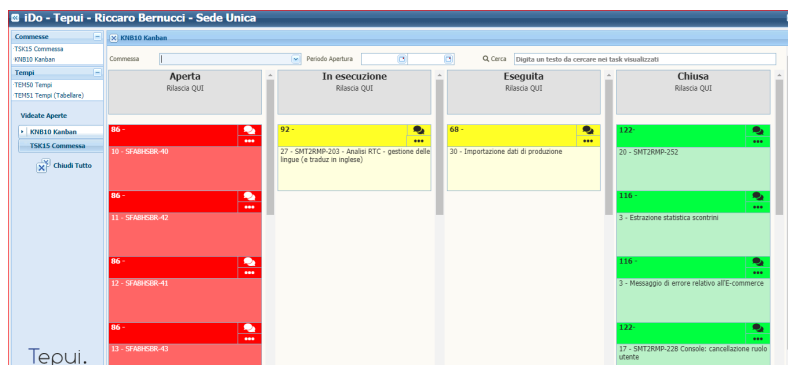 iDo - Tepui - Riccaro Bernucci - Sede Unica
Commesse
TSK15 Commessa
KNB10 Kanban
Tempi
TEM50 Tempi
TEM51 Tempi (Tabellare)
Videate Aperte
KNB10 Kanban
TSK15 Commessa
Chiudi Tutto
Tepui.
KNB10 Kanban
Commessa
Periodo Apertura
Cerca
Digita un testo da cercare nei task visualizzati
Aperta
Rilascia QUI
86 -
10 - SFABHSBR-40
86 -
11 - SFABHSBR-42
86 -
12 - SFABHSBR-41
86 -
13 - SFABHSBR-43
In esecuzione
Rilascia QUI
92 -
27 - SMT2RMP-203 - Analisi RTC - gestione delle
lingue (e traduz in inglese)
Eseguita
Rilascia QUI
68 -
30 - Importazione dati di produzione
Chiusa
Rilascia QUI
122-
20 - SMT2RMP-252
116 -
3 - Estrazione statistica scontrini
116 -
3 - Messaggio di errore relativo all'E-commerce
122-
17 - SMT2RMP-228 Console: cancellazione ruolo
utente